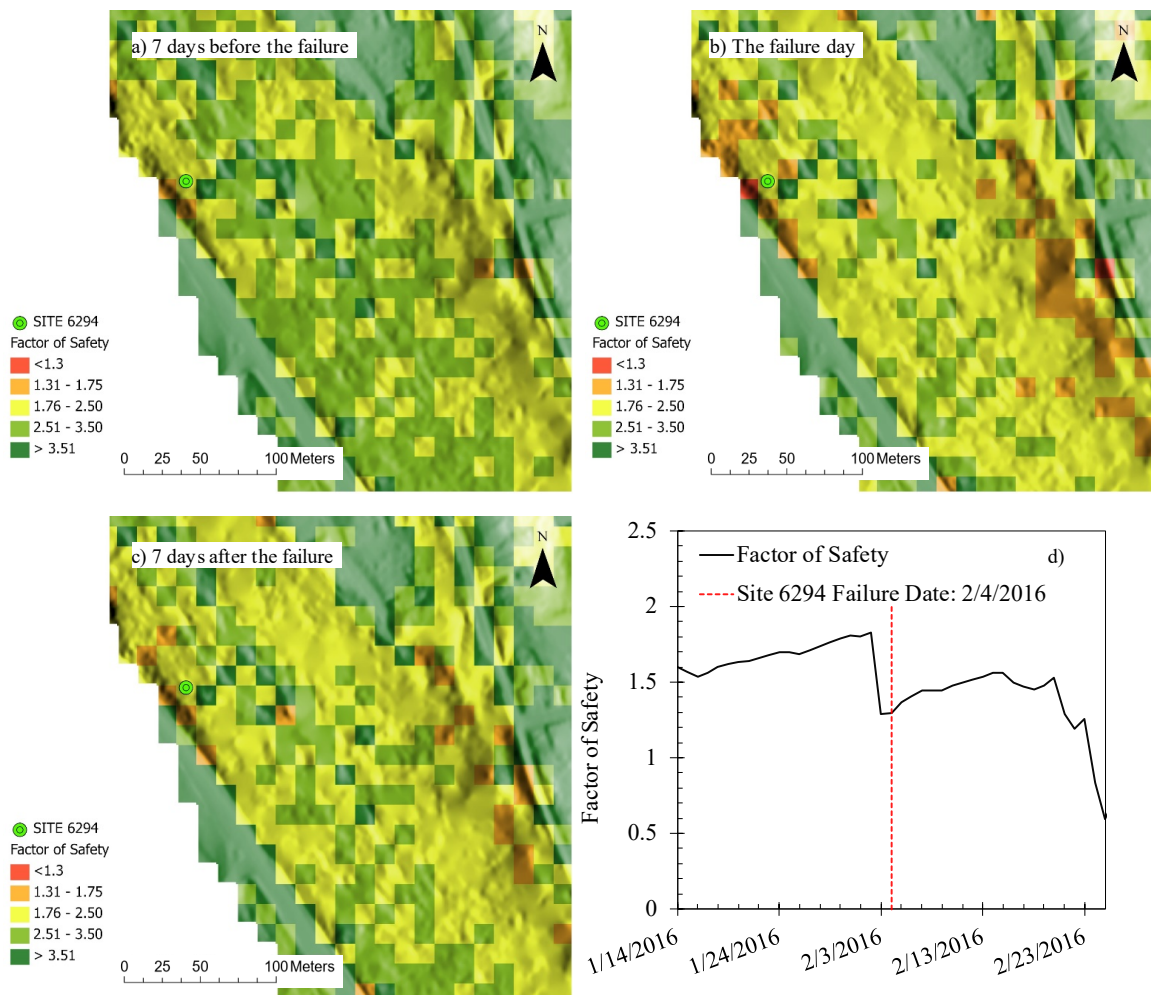 a) 7 days before the failure
N
SITE 6294
Factor of Safety
<1.3
1.31 - 1.75
1.76 - 2.50
2.51 - 3.50
> 3.51
0 25 50 100 Meters
b) The failure day
N
SITE 6294
Factor of Safety
<1.3
1.31 - 1.75
1.76 - 2.50
2.51 - 3.50
> 3.51
0 25 50 100 Meters
c) 7 days after the failure
N
SITE 6294
Factor of Safety
<1.3
1.31 - 1.75
1.76 - 2.50
2.51 - 3.50
> 3.51
0 25 50 100 Meters
d)
Factor of Safety
Site 6294 Failure Date: 2/4/2016
Factor of Safety
2.5
2
1.5
1
0.5
0
1/14/2016
1/24/2016
2/3/2016
2/13/2016
2/23/2016